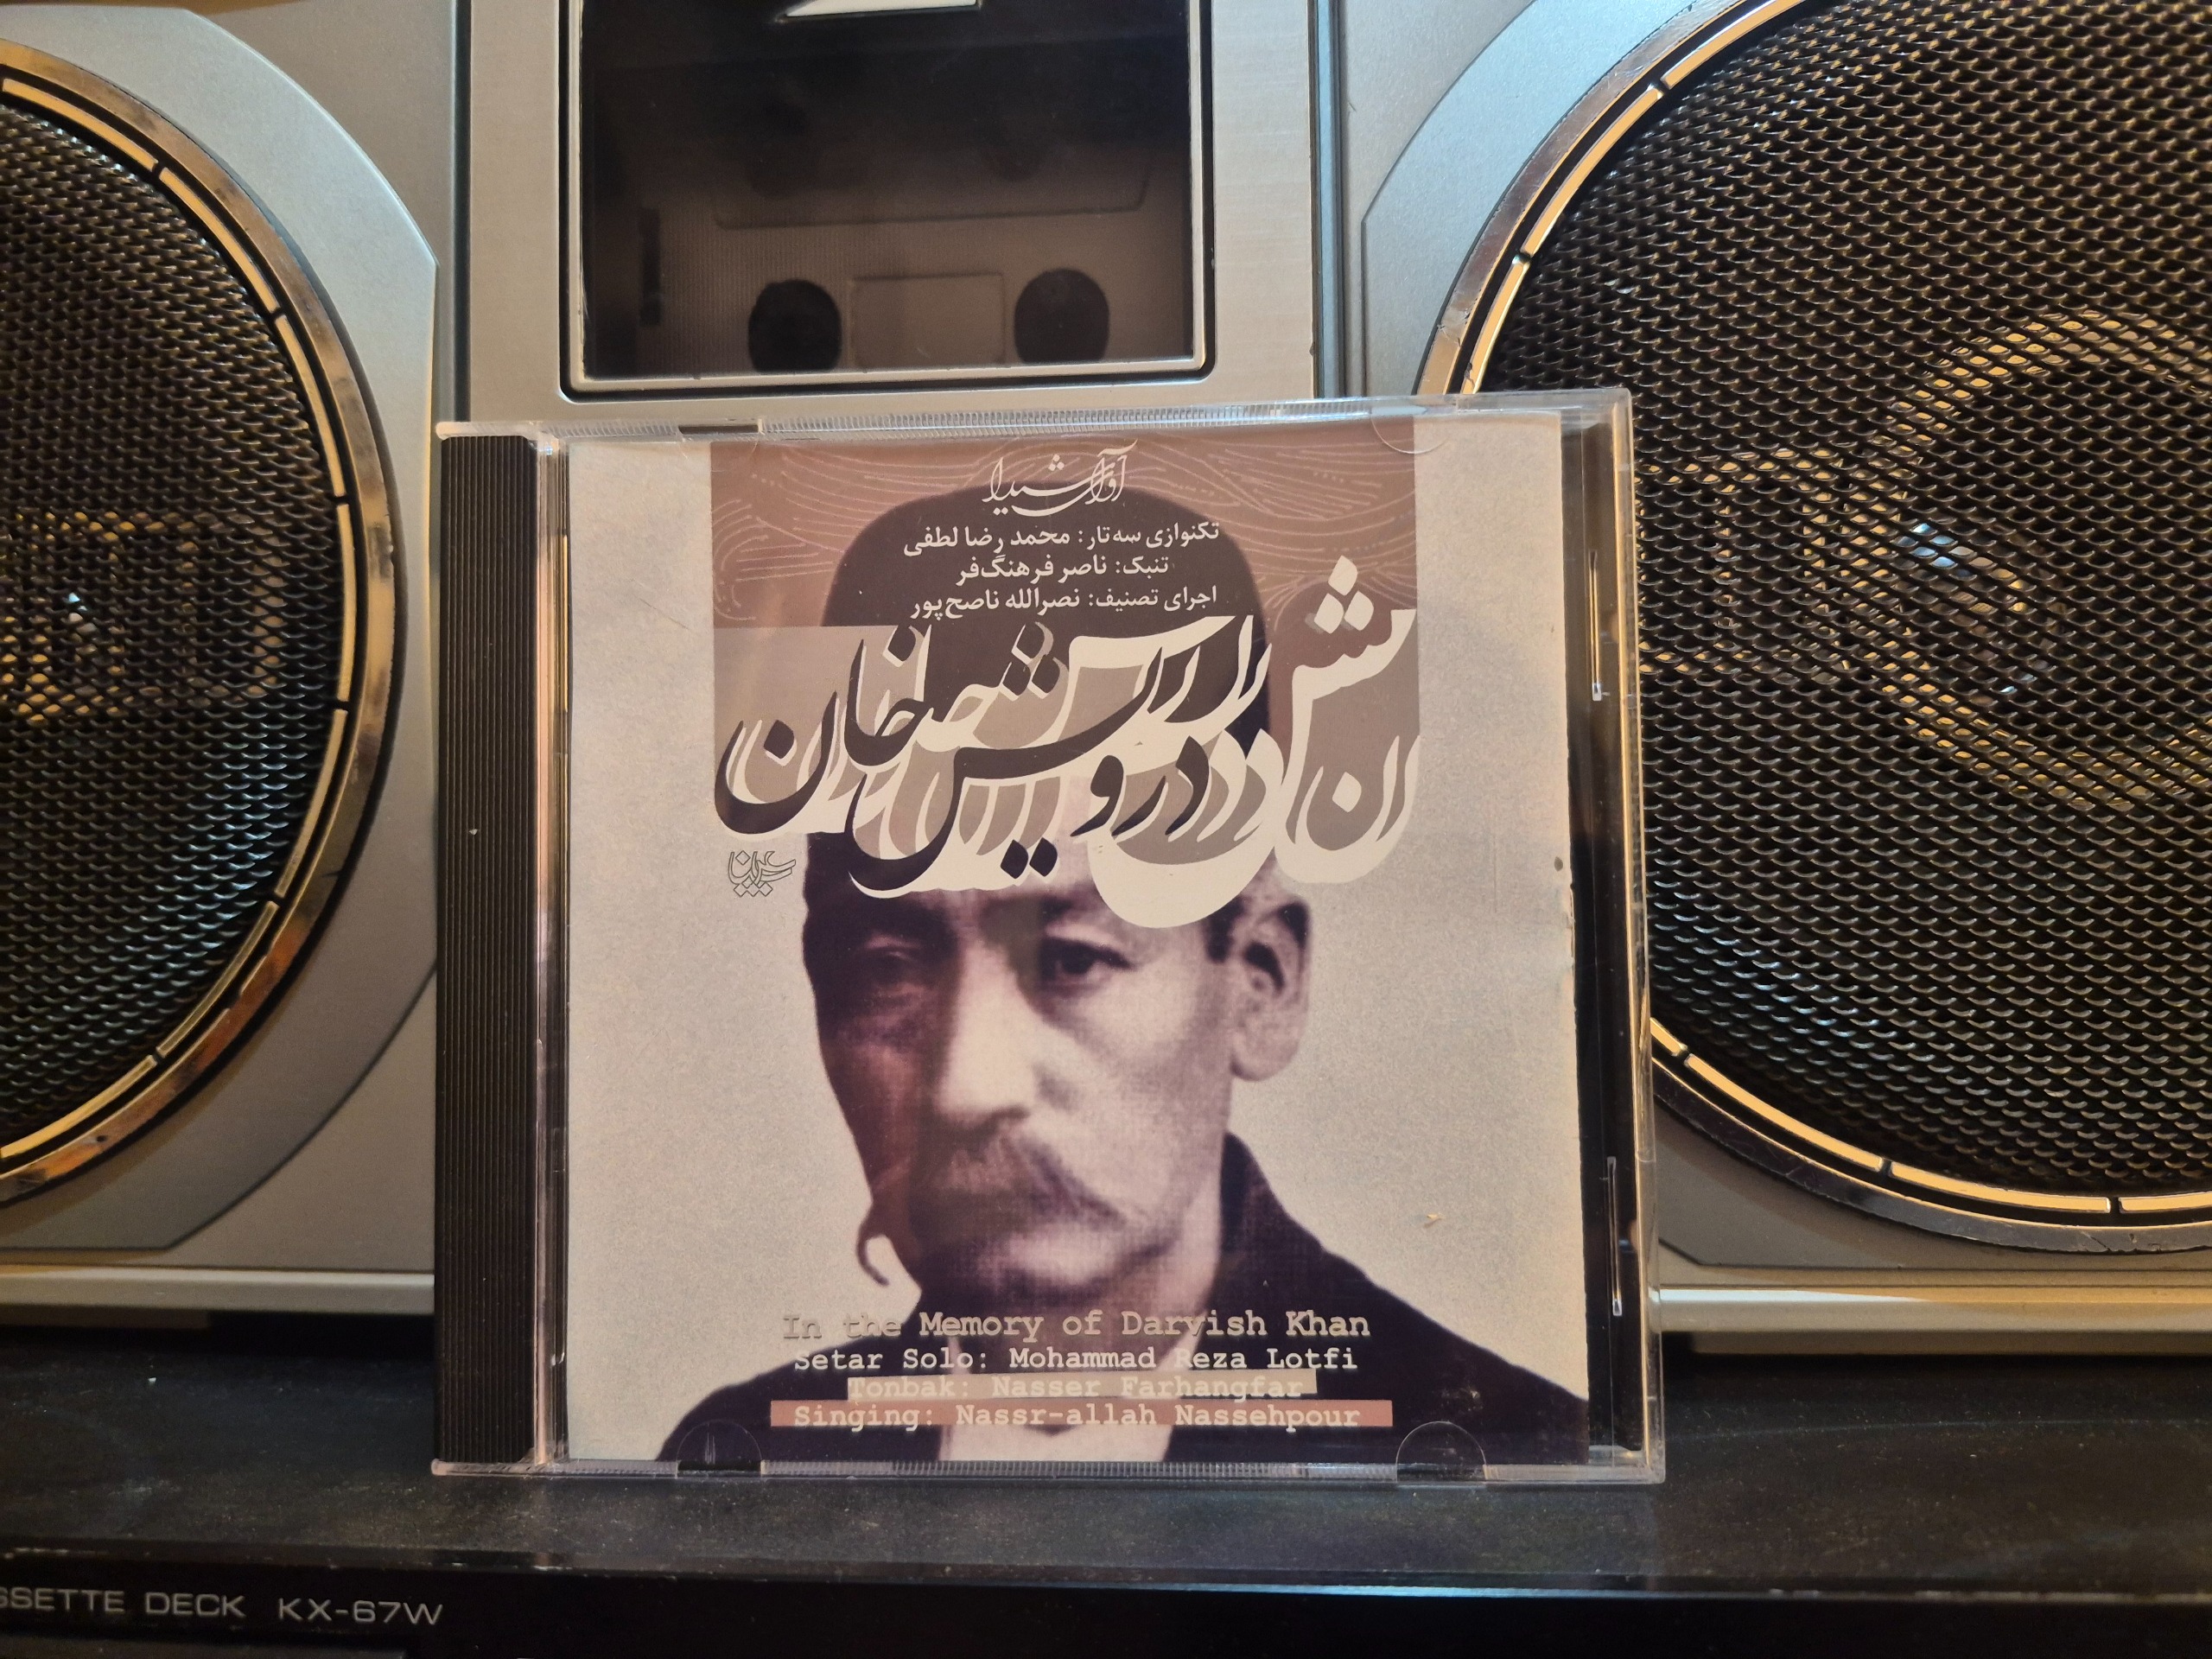 آوای شیدا
تکنوازی سه‌تار: محمد رضا لطفی
تنبک: ناصر فرهنگ‌فر
اجرای تصنیف: نصرالله ناصح‌پور
درویش خان
In the Memory of Darvish Khan
Setar Solo: Mohammad Reza Lotfi
Tonbak: Nasser Farhangfar
Singing: Nassr-allah Nassehpour
DECK KX-67W